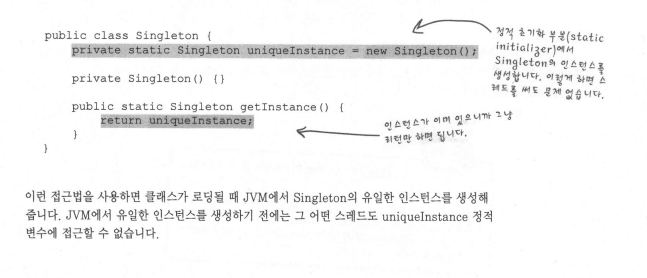 public class Singleton {
private static Singleton uniqueInstance = new Singleton();
private Singleton() {}
public static Singleton getInstance() {
return uniqueInstance;
}
}
정적 초기화 부분(static
initializer)에서
Singleton의 인스턴스를
생성합니다. 이렇게 하면 스
레드를 써도 문제 없습니다.
인스턴스가 이미 있으니까 그냥
리턴만 하면 됩니다.
이런 접근법을 사용하면 클래스가 로딩될 때 JVM에서 Singleton의 유일한 인스턴스를 생성해
줍니다. JVM에서 유일한 인스턴스를 생성하기 전에는 그 어떤 스레드도 uniqueInstance 정적
변수에 접근할 수 없습니다.